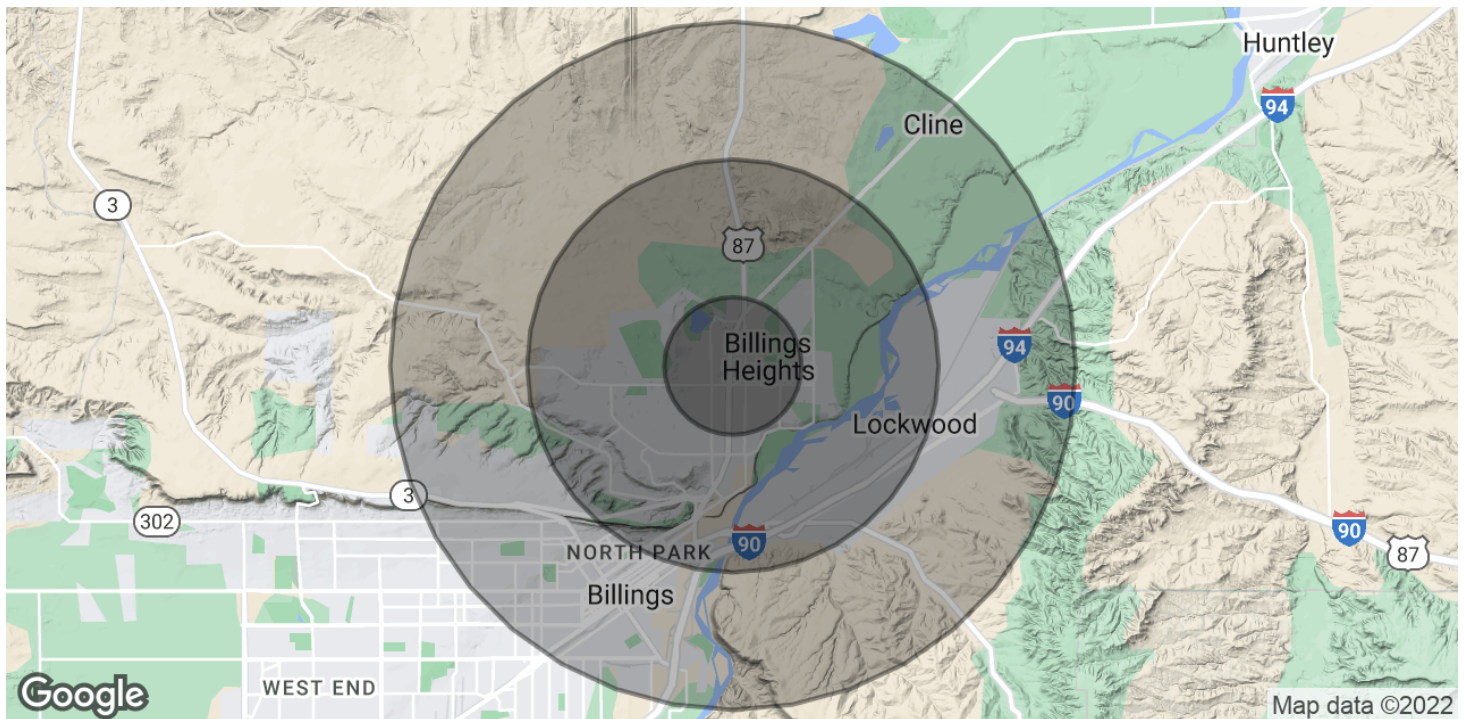 Huntley
94
Cline
3
87
Billings
Heights
94
90
Lockwood
3
302
90
90
NORTH PARK
87
Billings
WEST END
Google
Map data ©2022